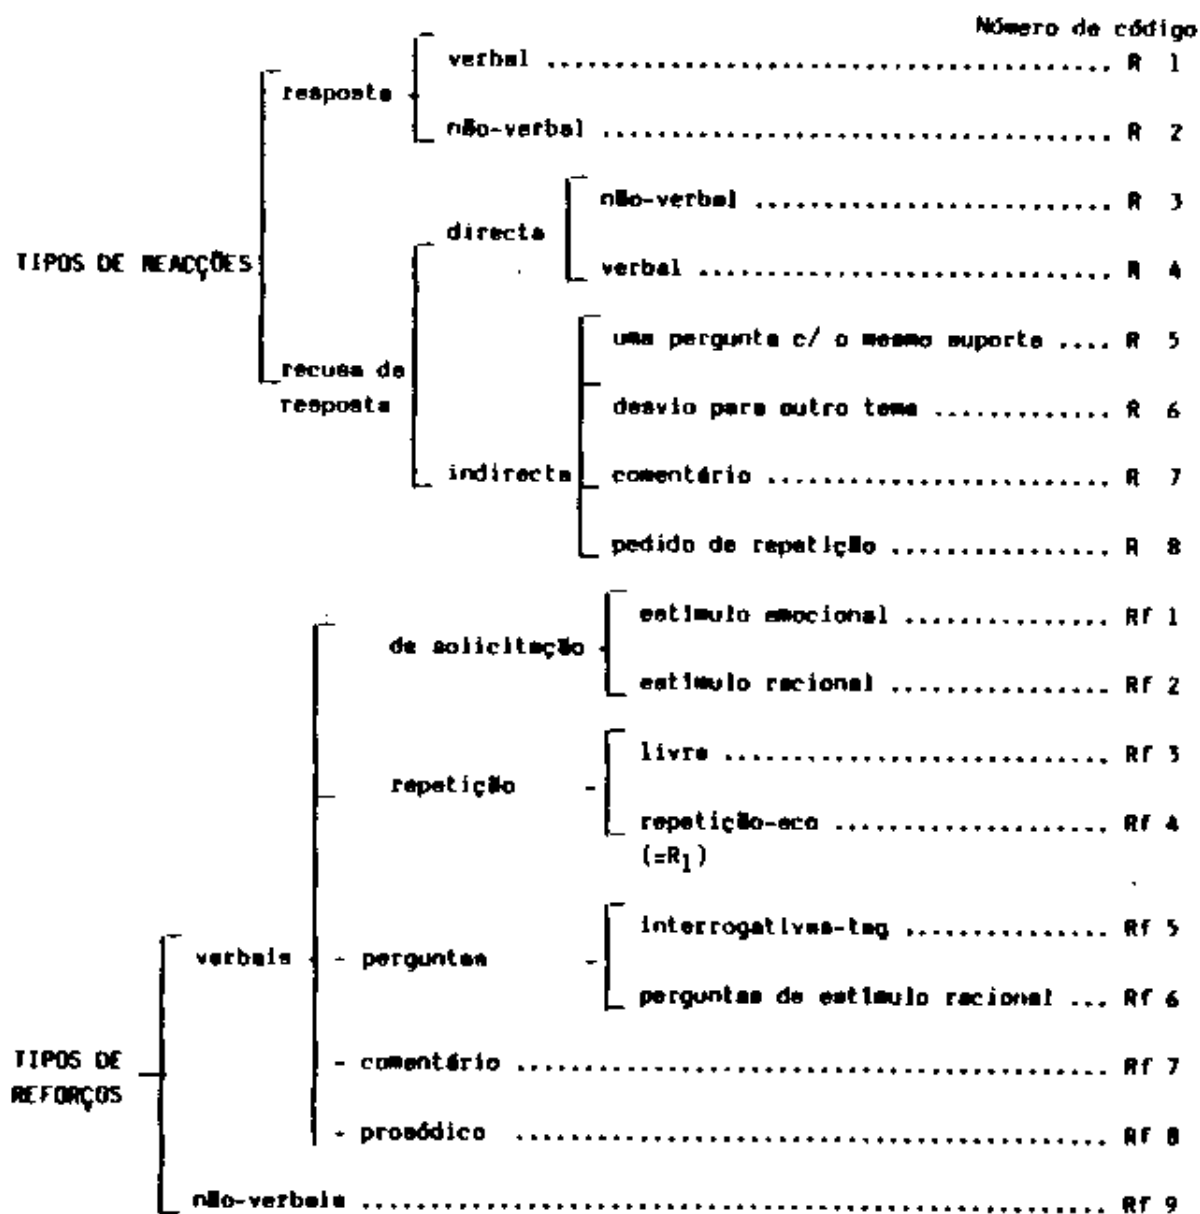 Número de código
verbal ........................................ R 1
resposta
não-verbal .................................... R 2
não-verbal ......................... R 3
directa
TIPOS DE REACÇÕES
verbal ............................ R 4
uma pergunta c/ o mesmo suporte .... R 5
recusa de
resposta
desvio para outro tema ............. R 6
indirecta
comentário ......................... R 7
pedido de repetição ................ R 8
estímulo emocional ............... Rf 1
de solicitação
estímulo racional ................ Rf 2
livre ............................ Rf 3
repetição
repetição-eco .................... Rf 4
(=R1)
interrogativas-tag ............... Rf 5
verbais - perguntas
perguntas de estímulo racional ... Rf 6
TIPOS DE
REFORÇOS
- comentário ........................................ Rf 7
- prosódico ........................................ Rf 8
não-verbais ........................................ Rf 9